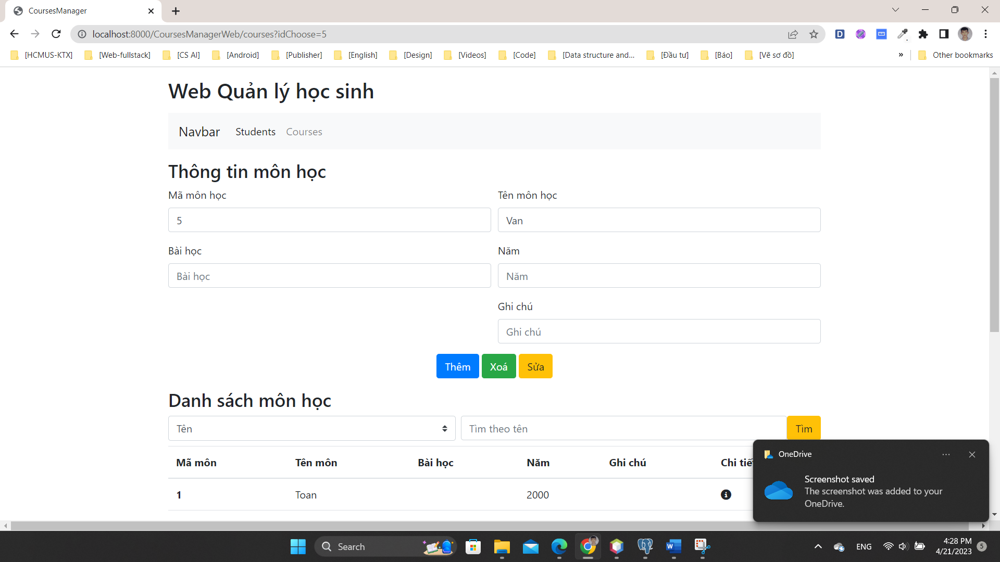 CoursesManager
localhost:8000/CoursesManagerWeb/courses?idChoose=5
[HCMUS-KTX] [Web-fullstack] [CS AI] [Android] [Publisher] [English] [Design] [Videos] [Code] [Data structure and... [Đầu tư] [Báo] [Vẽ sơ đồ] » Other bookmarks
Web Quản lý học sinh
Navbar Students Courses
Thông tin môn học
Mã môn học Tên môn học
5 Van
Bài học Năm
Bài học Năm
Ghi chú
Ghi chú
Thêm Xoá Sửa
Danh sách môn học
Tên Tìm theo tên Tìm
Mã môn Tên môn Bài học Năm Ghi chú Chi tiết
1 Toan 2000
OneDrive
Screenshot saved
The screenshot was added to your
OneDrive.
Search
ENG
4:28 PM
4/21/2023
5